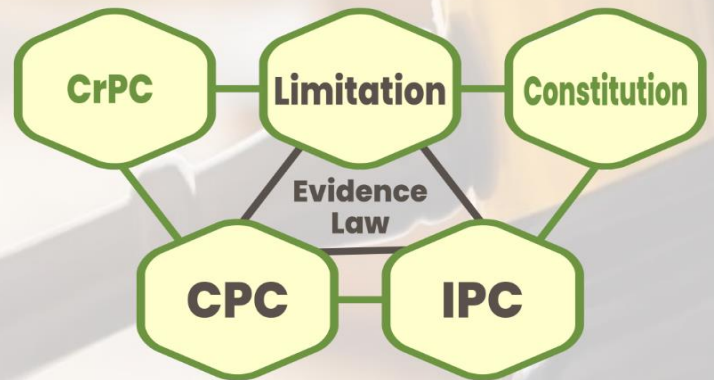 CrPC
Limitation
Constitution
Evidence
Law
CPC
IPC